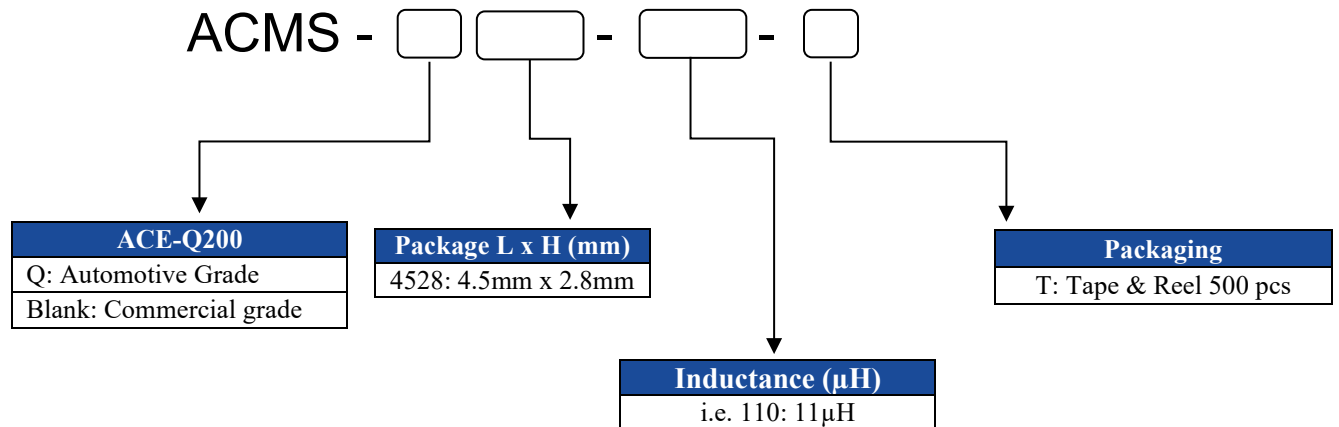 ACMS - - -
ACE-Q200
Q: Automotive Grade
Blank: Commercial grade
Package L x H (mm)
4528: 4.5mm x 2.8mm
Packaging
T: Tape & Reel 500 pcs
Inductance (µH)
i.e. 110: 11µH